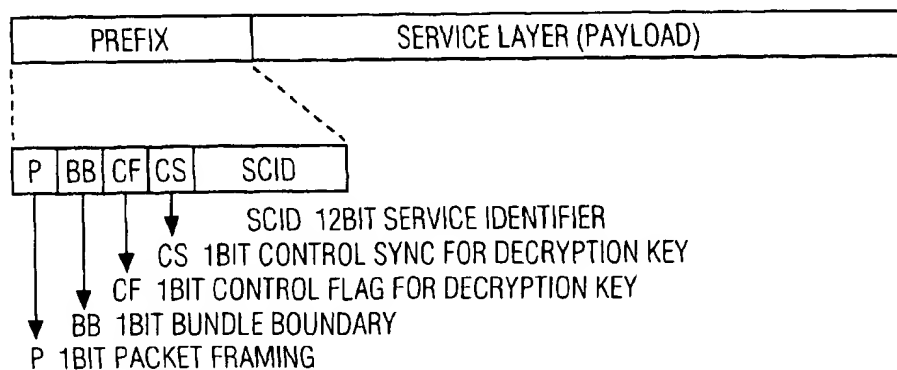 PREFIX SERVICE LAYER (PAYLOAD)
P BB CF CS SCID
SCID 12BIT SERVICE IDENTIFIER
CS 1BIT CONTROL SYNC FOR DECRYPTION KEY
CF 1BIT CONTROL FLAG FOR DECRYPTION KEY
BB 1BIT BUNDLE BOUNDARY
P 1BIT PACKET FRAMING